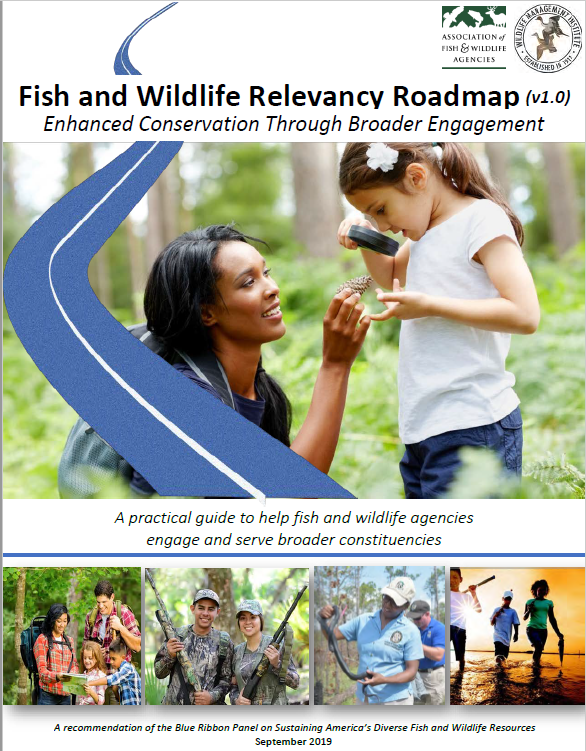 ASSOCIATION of
FISH & WILDLIFE
AGENCIES
WILDLIFE MANAGEMENT INSTITUTE
ESTABLISHED IN 1911
Fish and Wildlife Relevancy Roadmap (v1.0)
Enhanced Conservation Through Broader Engagement
A practical guide to help fish and wildlife agencies
engage and serve broader constituencies
A recommendation of the Blue Ribbon Panel on Sustaining America's Diverse Fish and Wildlife Resources
September 2019